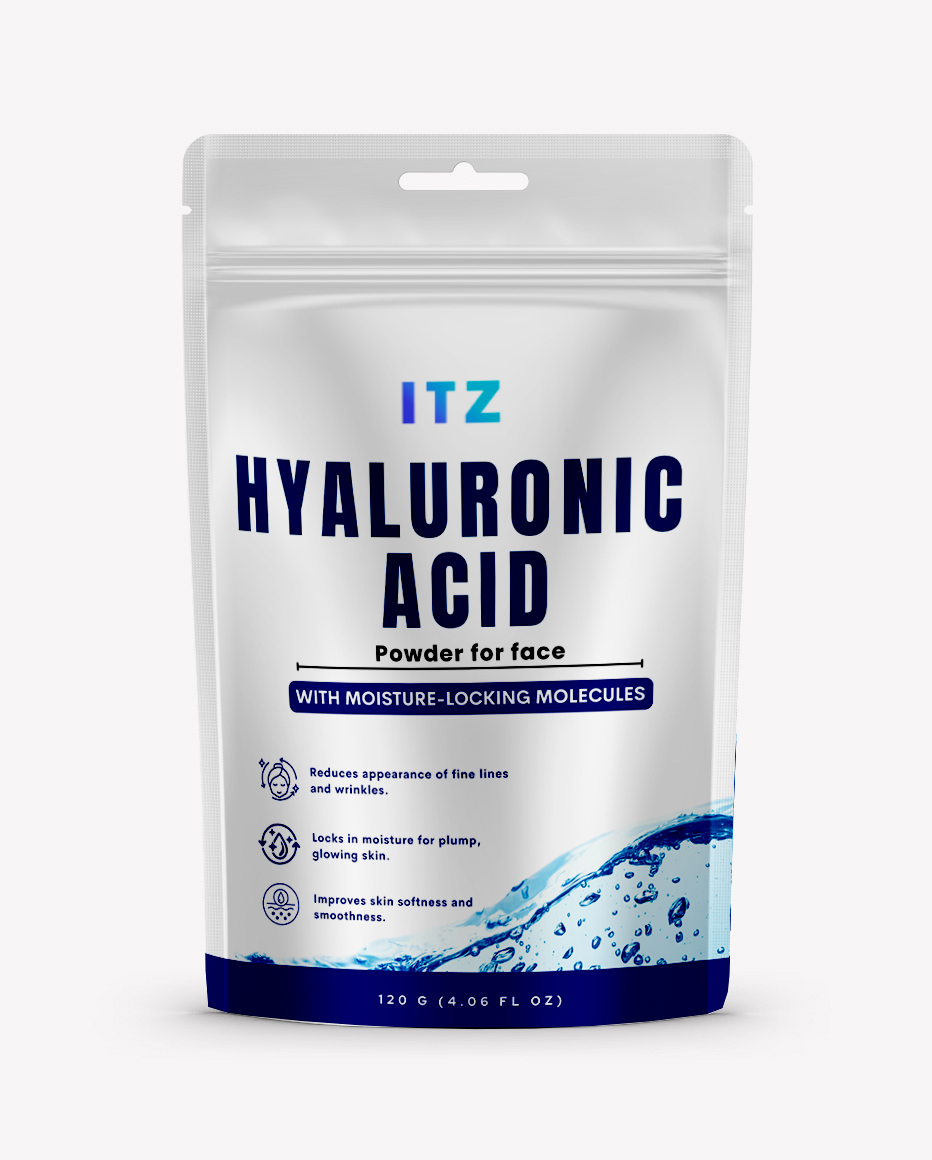 ITZ
HYALURONIC
ACID
Powder for face
WITH MOISTURE-LOCKING MOLECULES
Reduces appearance of fine lines
and wrinkles.
Locks in moisture for plump,
glowing skin.
Improves skin softness and
smoothness.
120 G (4.06 FL OZ)